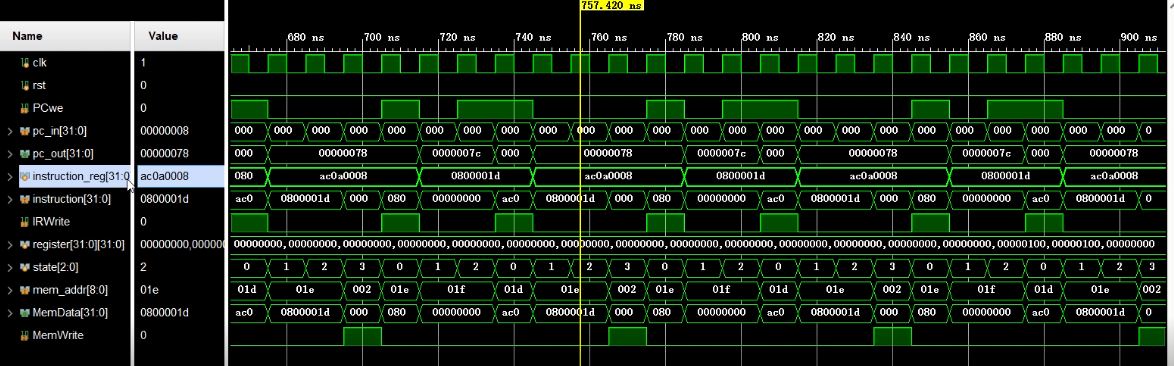 757.420 ns
Name Value 680 ns 700 ns 720 ns 740 ns 760 ns 780 ns 800 ns 820 ns 840 ns 860 ns 880 ns 900 ns
clk 1
rst 0
PCwe 0
pc_in[31:0] 00000008 000 000 000 000 000 000 000 000 000 000 000 000 000 000 000 000 000 000 000 000 000 000 000 000 0
pc_out[31:0] 00000078 000 00000078 0000007c 000 00000078 0000007c 000 00000078 0000007c 000 00000078
instruction_reg[31:0 ac0a0008 080 ac0a0008 0800001d ac0a0008 0800001d ac0a0008 0800001d ac0a0008
instruction[31:0] 0800001d ac0 0800001d 000 080 00000000 ac0 0800001d 000 080 00000000 ac0 0800001d 000 080 00000000 ac0 0800001d 0
IRWrite 0
register[31:0][31:0] 00000000,00000 00000000,00000000,00000000,00000000,00000000,00000000,00000000,00000000,00000000,00000000,00000000,00000000,00000000,00000100,00000100,00000000
state[2:0] 2 0 1 2 3 0 1 2 0 1 2 3 0 1 2 0 1 2 3 0 1 2 0 1 2 3
mem_addr[8:0] 01e 01d 01e 002 01e 01f 01d 01e 002 01e 01f 01d 01e 002 01e 01f 01d 01e 002
MemData[31:0] 0800001d ac0 0800001d 000 080 00000000 ac0 0800001d 000 080 00000000 ac0 0800001d 000 080 00000000 ac0 0800001d 0
MemWrite 0